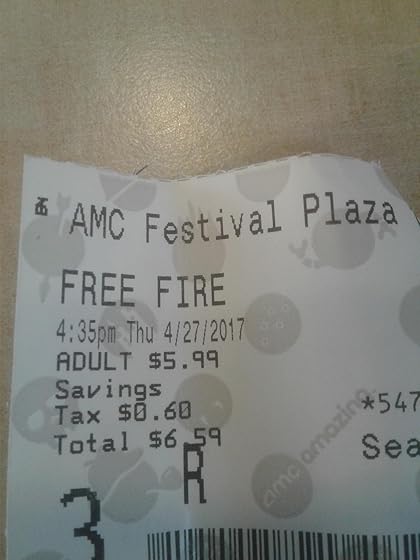 AMC Festival Plaza
FREE FIRE
4:35pm Thu 4/27/2017
ADULT $5.99
Savings
Tax $0.60
*547
Total $6.59
Sea
R
3
amc amazing.